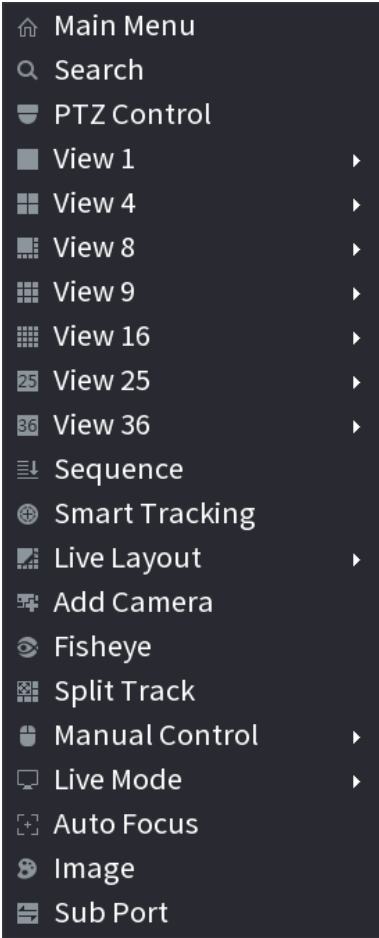 Main Menu
Search
PTZ Control
View 1
View 4
View 8
View 9
View 16
25 View 25
36 View 36
Sequence
Smart Tracking
Live Layout
Add Camera
Fisheye
Split Track
Manual Control
Live Mode
Auto Focus
Image
Sub Port